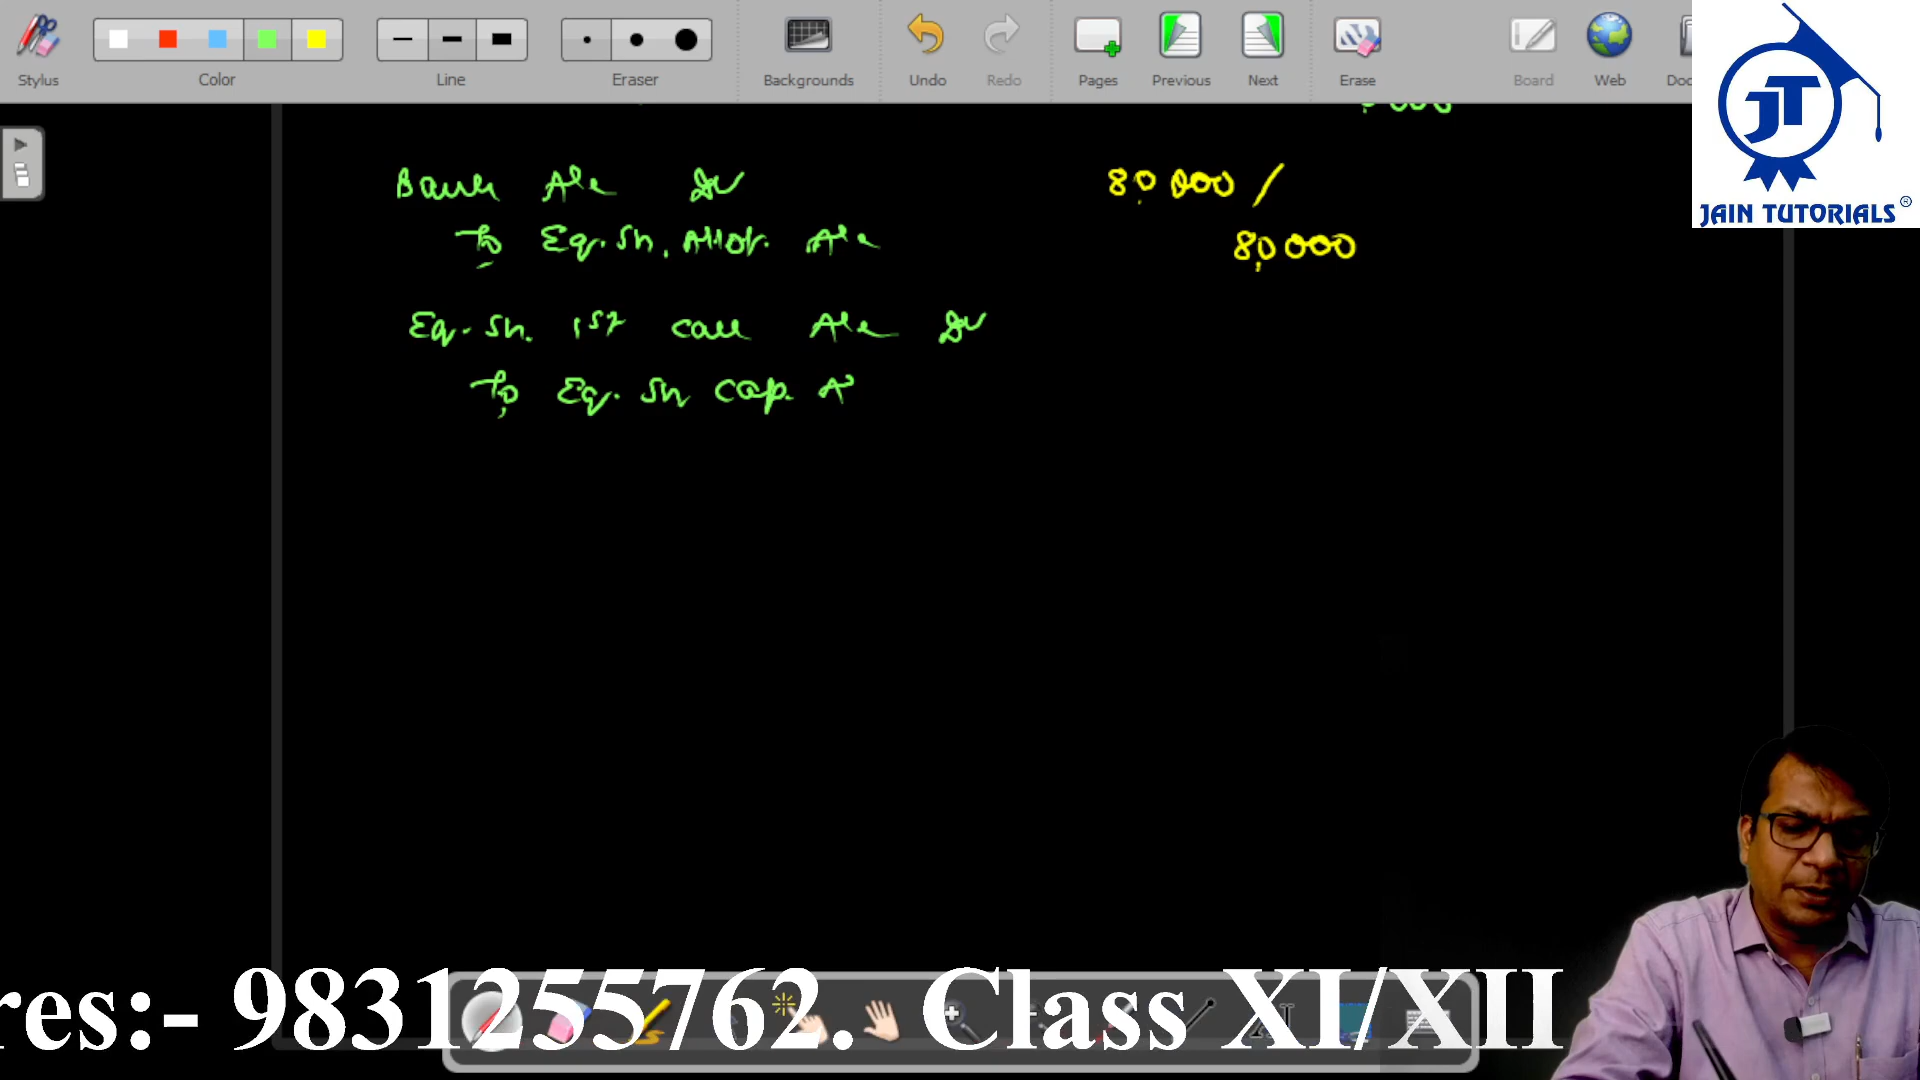 Stylus
Color
Line
Eraser
Backgrounds
Undo
Redo
Pages
Previous
Next
Erase
Board
Web
JT
JAIN TUTORIALS®
Bank A/c Dr 80,000 /
To Eq. Sh. Allot. A/c 80,000
Eq. Sh. 1st call A/c Dr
To Eq. Sh Cap. A
res:- 9831255762. Class XI/XII